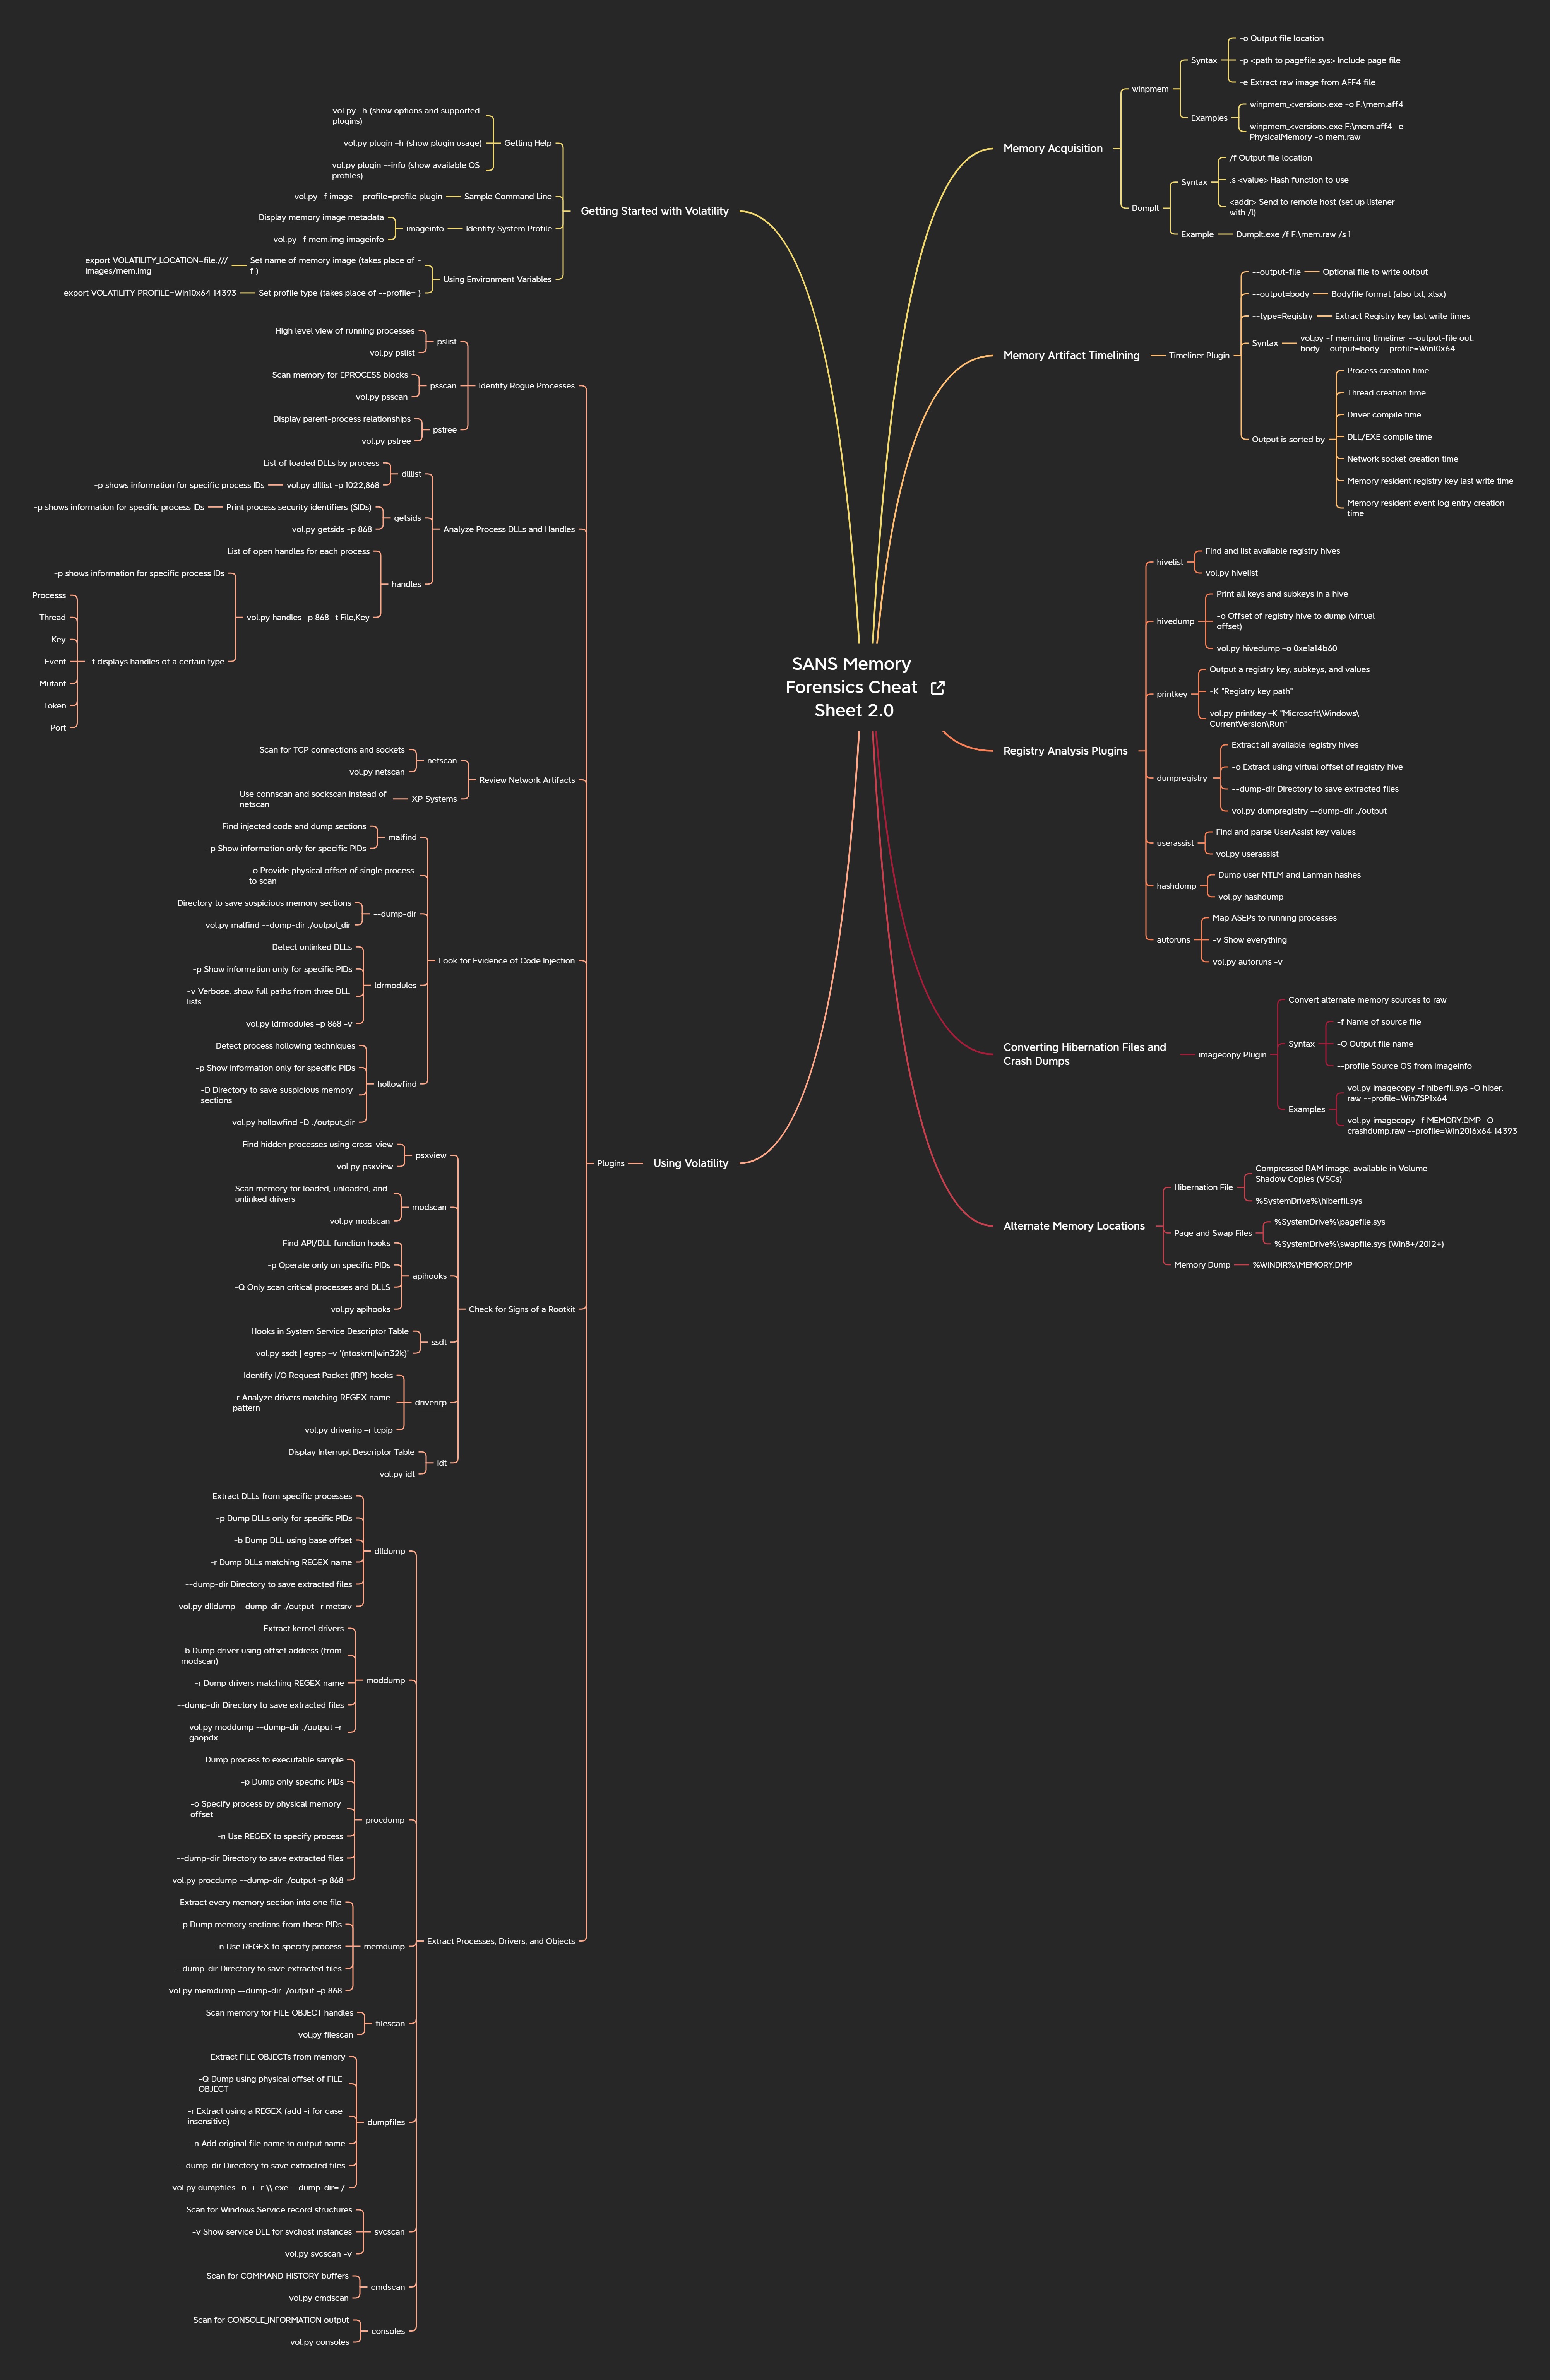 SANS Memory
Forensics Cheat
Sheet 2.0
Memory Acquisition
winpmem
Syntax
-o Output file location
-p <path to pagefile.sys> Include page file
-e Extract raw image from AFF4 file
Examples
winpmem_<version>.exe -o F:\mem.aff4
winpmem_<version>.exe F:\mem.aff4 -e
PhysicalMemory -o mem.raw
DumpIt
Syntax
/f Output file location
.s <value> Hash function to use
<addr> Send to remote host (set up listener
with /l)
Example
DumpIt.exe /f F:\mem.raw /s 1
Memory Artifact Timelining
Timeliner Plugin
--output-file
Optional file to write output
--output=body
Bodyfile format (also txt, xlsx)
--type=Registry
Extract Registry key last write times
Syntax
vol.py -f mem.img timeliner --output-file out.
body --output=body --profile=Win10x64
Output is sorted by
Process creation time
Thread creation time
Driver compile time
DLL/EXE compile time
Network socket creation time
Memory resident registry key last write time
Memory resident event log entry creation
time
Registry Analysis Plugins
hivelist
Find and list available registry hives
vol.py hivelist
hivedump
Print all keys and subkeys in a hive
-o Offset of registry hive to dump (virtual
offset)
vol.py hivedump –o 0xe1a14b60
printkey
Output a registry key, subkeys, and values
-K "Registry key path"
vol.py printkey –K "Microsoft\Windows\
CurrentVersion\Run"
dumpregistry
Extract all available registry hives
-o Extract using virtual offset of registry hive
--dump-dir Directory to save extracted files
vol.py dumpregistry --dump-dir ./output
userassist
Find and parse UserAssist key values
vol.py userassist
hashdump
Dump user NTLM and Lanman hashes
vol.py hashdump
autoruns
Map ASEPs to running processes
-v Show everything
vol.py autoruns -v
Converting Hibernation Files and
Crash Dumps
imagecopy Plugin
Convert alternate memory sources to raw
Syntax
-f Name of source file
-O Output file name
--profile Source OS from imageinfo
Examples
vol.py imagecopy -f hiberfil.sys -O hiber.
raw --profile=Win7SP1x64
vol.py imagecopy -f MEMORY.DMP -O
crashdump.raw --profile=Win2016x64_14393
Alternate Memory Locations
Hibernation File
Compressed RAM image, available in Volume
Shadow Copies (VSCs)
%SystemDrive%\hiberfil.sys
Page and Swap Files
%SystemDrive%\pagefile.sys
%SystemDrive%\swapfile.sys (Win8+/2012+)
Memory Dump
%WINDIR%\MEMORY.DMP
Getting Started with Volatility
Getting Help
vol.py –h (show options and supported
plugins)
vol.py plugin –h (show plugin usage)
vol.py plugin --info (show available OS
profiles)
Sample Command Line
vol.py -f image --profile=profile plugin
Identify System Profile
imageinfo
Display memory image metadata
vol.py –f mem.img imageinfo
Using Environment Variables
Set name of memory image (takes place of -
f )
export VOLATILITY_LOCATION=file:///
images/mem.img
Set profile type (takes place of --profile= )
export VOLATILITY_PROFILE=Win10x64_14393
Using Volatility
Plugins
Identify Rogue Processes
pslist
High level view of running processes
vol.py pslist
psscan
Scan memory for EPROCESS blocks
vol.py psscan
pstree
Display parent-process relationships
vol.py pstree
Analyze Process DLLs and Handles
dlllist
List of loaded DLLs by process
vol.py dlllist -p 1022,868
-p shows information for specific process IDs
getsids
Print process security identifiers (SIDs)
-p shows information for specific process IDs
vol.py getsids -p 868
handles
List of open handles for each process
vol.py handles -p 868 -t File,Key
-p shows information for specific process IDs
-t displays handles of a certain type
Processs
Thread
Key
Event
Mutant
Token
Port
Review Network Artifacts
netscan
Scan for TCP connections and sockets
vol.py netscan
XP Systems
Use connscan and sockscan instead of
netscan
Look for Evidence of Code Injection
malfind
Find injected code and dump sections
-p Show information only for specific PIDs
-o Provide physical offset of single process
to scan
--dump-dir
Directory to save suspicious memory sections
vol.py malfind --dump-dir ./output_dir
ldrmodules
Detect unlinked DLLs
-p Show information only for specific PIDs
-v Verbose: show full paths from three DLL
lists
vol.py ldrmodules –p 868 -v
hollowfind
Detect process hollowing techniques
-p Show information only for specific PIDs
-D Directory to save suspicious memory
sections
vol.py hollowfind -D ./output_dir
Check for Signs of a Rootkit
psxview
Find hidden processes using cross-view
vol.py psxview
modscan
Scan memory for loaded, unloaded, and
unlinked drivers
vol.py modscan
apihooks
Find API/DLL function hooks
-p Operate only on specific PIDs
-Q Only scan critical processes and DLLS
vol.py apihooks
ssdt
Hooks in System Service Descriptor Table
vol.py ssdt | egrep –v '(ntoskrnl|win32k)'
driverirp
Identify I/O Request Packet (IRP) hooks
-r Analyze drivers matching REGEX name
pattern
vol.py driverirp –r tcpip
idt
Display Interrupt Descriptor Table
vol.py idt
Extract Processes, Drivers, and Objects
dlldump
Extract DLLs from specific processes
-p Dump DLLs only for specific PIDs
-b Dump DLL using base offset
-r Dump DLLs matching REGEX name
--dump-dir Directory to save extracted files
vol.py dlldump --dump-dir ./output –r metsrv
moddump
Extract kernel drivers
-b Dump driver using offset address (from
modscan)
-r Dump drivers matching REGEX name
--dump-dir Directory to save extracted files
vol.py moddump --dump-dir ./output –r
gaopdx
procdump
Dump process to executable sample
-p Dump only specific PIDs
-o Specify process by physical memory
offset
-n Use REGEX to specify process
--dump-dir Directory to save extracted files
vol.py procdump --dump-dir ./output –p 868
memdump
Extract every memory section into one file
-p Dump memory sections from these PIDs
-n Use REGEX to specify process
--dump-dir Directory to save extracted files
vol.py memdump –-dump-dir ./output –p 868
filescan
Scan memory for FILE_OBJECT handles
vol.py filescan
dumpfiles
Extract FILE_OBJECTs from memory
-Q Dump using physical offset of FILE_
OBJECT
-r Extract using a REGEX (add -i for case
insensitive)
-n Add original file name to output name
--dump-dir Directory to save extracted files
vol.py dumpfiles -n -i -r \\.exe --dump-dir=./
svcscan
Scan for Windows Service record structures
-v Show service DLL for svchost instances
vol.py svcscan -v
cmdscan
Scan for COMMAND_HISTORY buffers
vol.py cmdscan
consoles
Scan for CONSOLE_INFORMATION output
vol.py consoles